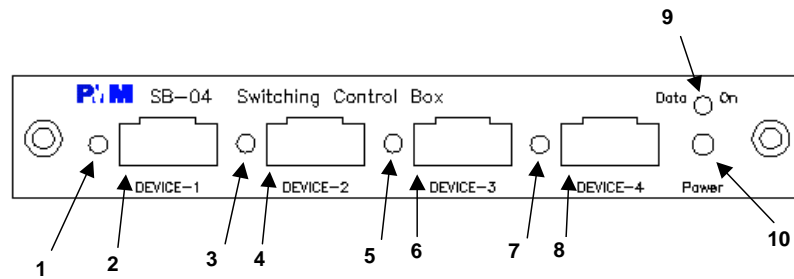 9
SB-04 Switching Control Box
Data On
DEVICE-1 DEVICE-2 DEVICE-3 DEVICE-4 Power
1 2 3 4 5 6 7 8 10